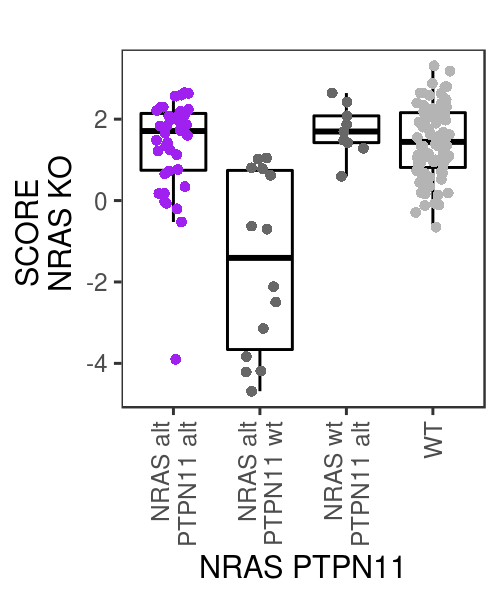 SCORE
NRAS KO
2
0
-2
-4
NRAS alt
PTPN11 alt
NRAS alt
PTPN11 wt
NRAS wt
PTPN11 alt
WT
NRAS PTPN11